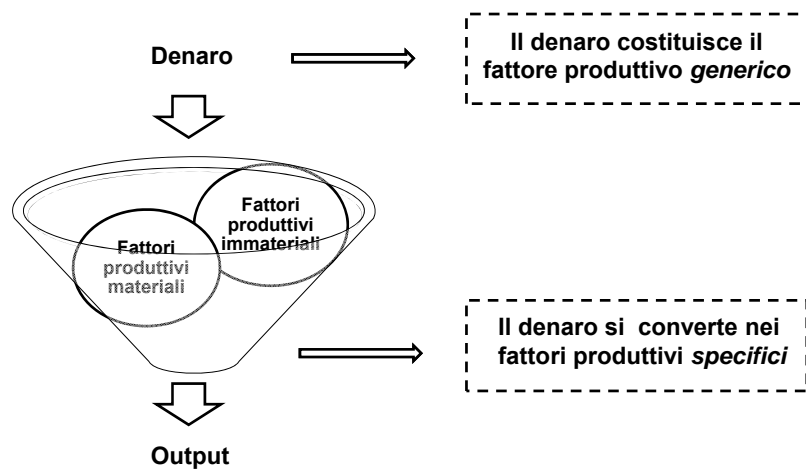 Denaro
Il denaro costituisce il
fattore produttivo generico
Fattori
produttivi
immateriali
Fattori
produttivi
materiali
Il denaro si converte nei
fattori produttivi specifici
Output